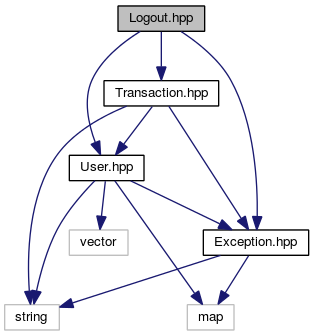 Logout.hpp
Transaction.hpp
User.hpp
vector
Exception.hpp
string
map